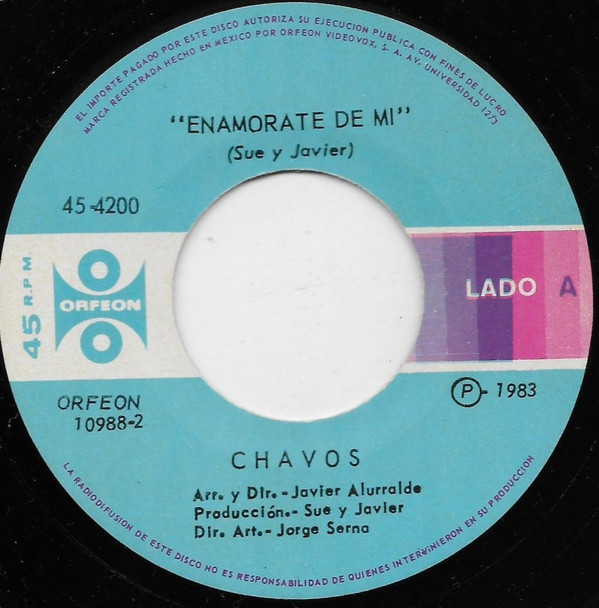 EL IMPORTE PAGADO POR ESTE DISCO AUTORIZA SU EJECUCION PUBLICA CON FINES DE LUCRO
MARCA REGISTRADA HECHO EN MEXICO POR ORFEON VIDEOVOX, S. A. AV. UNIVERSIDAD 1273
"ENAMORATE DE MI"
(Sue y Javier)
45-4200
45 R.P.M.
ORFEON
LADO A
ORFEON
10988-2
Ⓟ- 1983
CHAVOS
Arr. y Dir.-Javier Alurralde
Producción.- Sue y Javier
Dir. Art.- Jorge Serna
LA RADIODIFUSION DE ESTE DISCO NO ES RESPONSABILIDAD DE QUIENES INTERVINIERON EN SU PRODUCCION